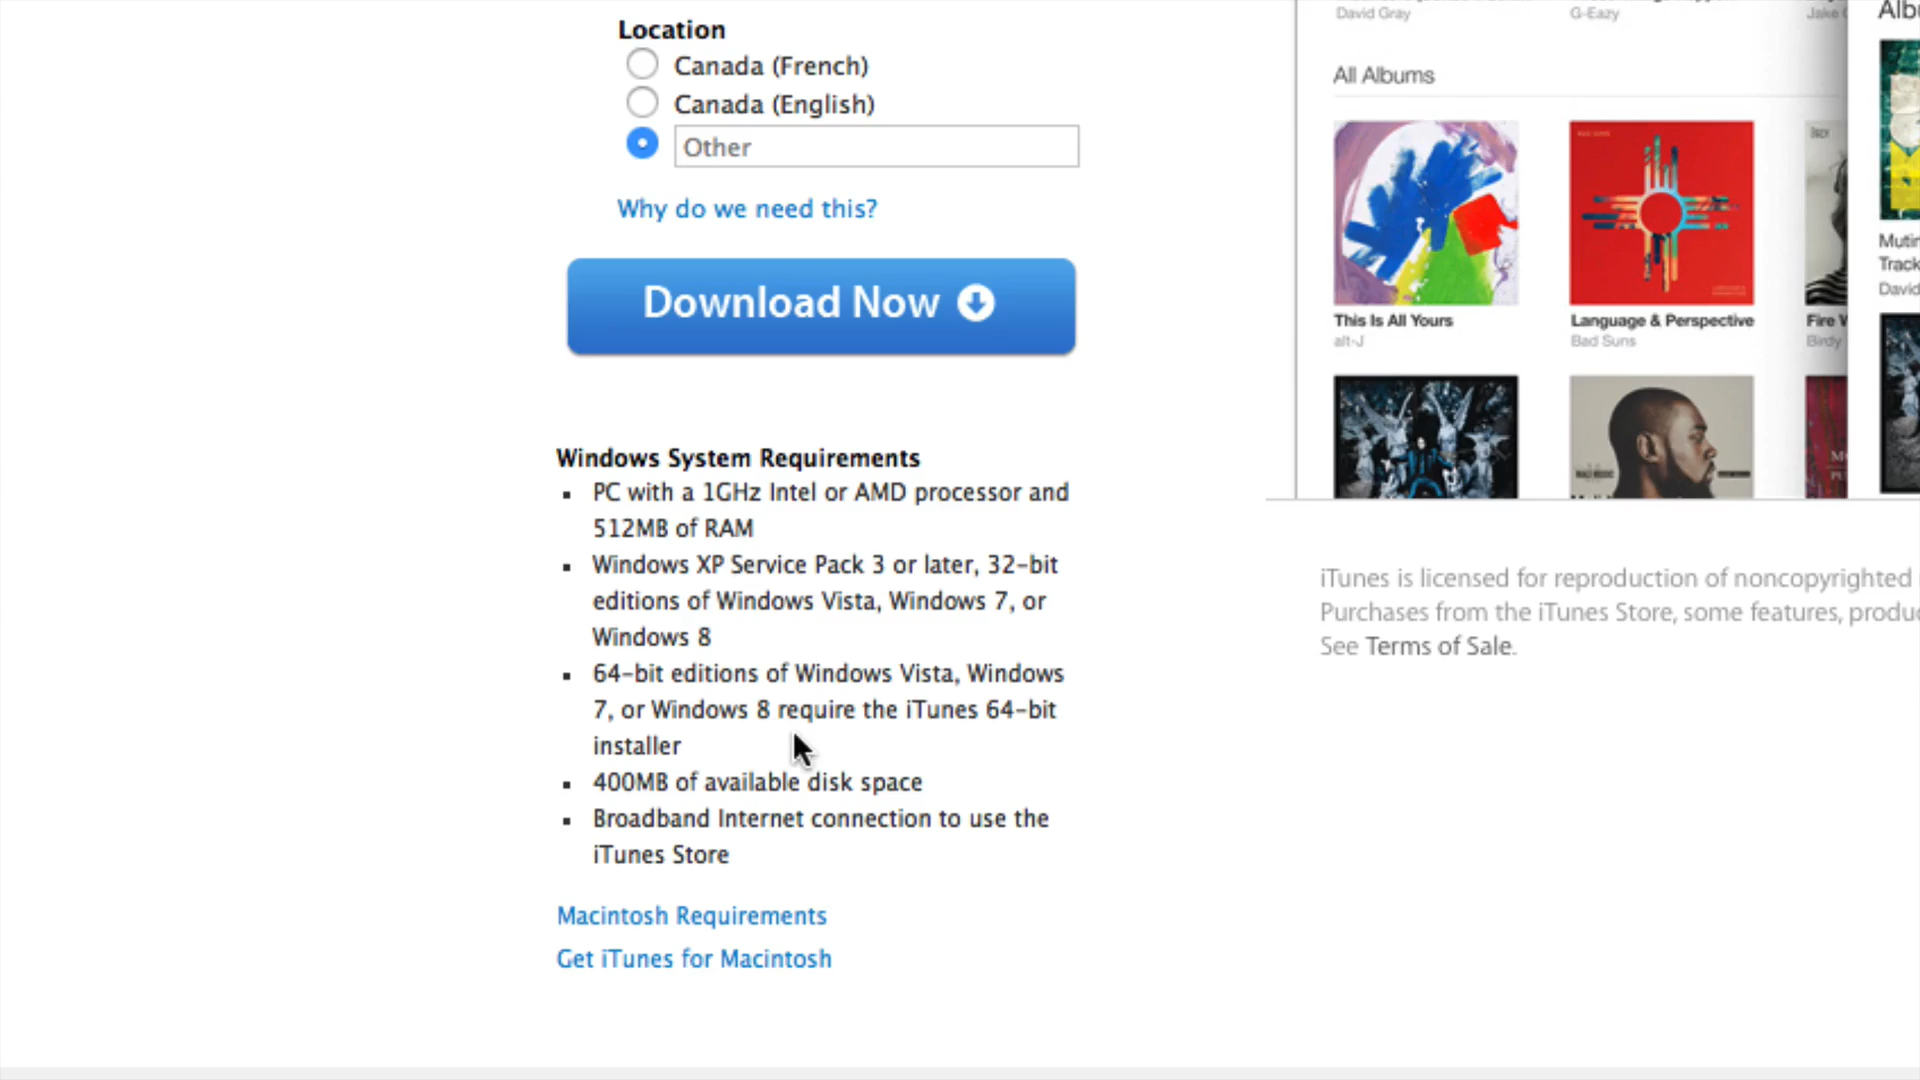 Location
Canada (French)
Canada (English)
Other
Why do we need this?
Download Now
Windows System Requirements
PC with a 1GHz Intel or AMD processor and
512MB of RAM
Windows XP Service Pack 3 or later, 32-bit
editions of Windows Vista, Windows 7, or
Windows 8
64-bit editions of Windows Vista, Windows
7, or Windows 8 require the iTunes 64-bit
installer
400MB of available disk space
Broadband Internet connection to use the
iTunes Store
Macintosh Requirements
Get iTunes for Macintosh
David Gray
G-Eazy
Jake
All Albums
This Is All Yours
alt-J
Language & Perspective
Bad Suns
Fire
Birdy
Track
David
iTunes is licensed for reproduction of noncopyrighted
Purchases from the iTunes Store, some features,
See Terms of Sale.